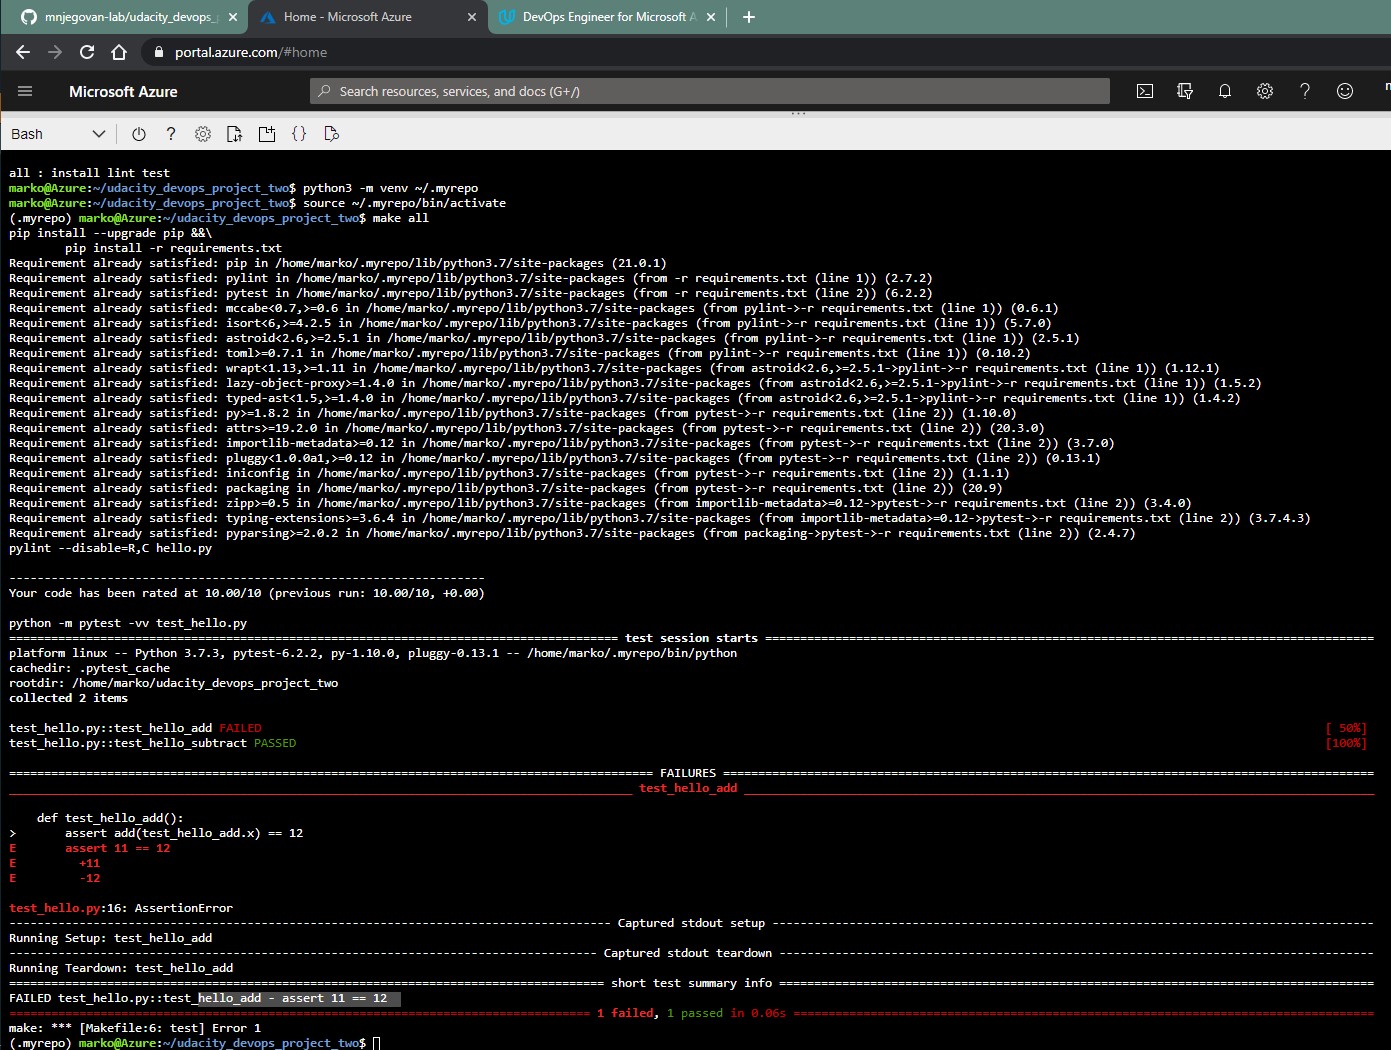 mnjegovan-lab/udacity_devops_
Home - Microsoft Azure
DevOps Engineer for Microsoft A
portal.azure.com/#home
Microsoft Azure
Search resources, services, and docs (G+/)
Bash
all : install lint test
marko@Azure:~/udacity_devops_project_two$ python3 -m venv ~/.myrepo
marko@Azure:~/udacity_devops_project_two$ source ~/.myrepo/bin/activate
(.myrepo) marko@Azure:~/udacity_devops_project_two$ make all
pip install --upgrade pip &&\
pip install -r requirements.txt
Requirement already satisfied: pip in /home/marko/.myrepo/lib/python3.7/site-packages (21.0.1)
Requirement already satisfied: pylint in /home/marko/.myrepo/lib/python3.7/site-packages (from -r requirements.txt (line 1)) (2.7.2)
Requirement already satisfied: pytest in /home/marko/.myrepo/lib/python3.7/site-packages (from -r requirements.txt (line 2)) (6.2.2)
Requirement already satisfied: mccabe<0.7,>=0.6 in /home/marko/.myrepo/lib/python3.7/site-packages (from pylint->-r requirements.txt (line 1)) (0.6.1)
Requirement already satisfied: isort<6,>=4.2.5 in /home/marko/.myrepo/lib/python3.7/site-packages (from pylint->-r requirements.txt (line 1)) (5.7.0)
Requirement already satisfied: astroid<2.6,>=2.5.1 in /home/marko/.myrepo/lib/python3.7/site-packages (from pylint->-r requirements.txt (line 1)) (2.5.1)
Requirement already satisfied: toml>=0.7.1 in /home/marko/.myrepo/lib/python3.7/site-packages (from pylint->-r requirements.txt (line 1)) (0.10.2)
Requirement already satisfied: wrapt<1.13,>=1.11 in /home/marko/.myrepo/lib/python3.7/site-packages (from astroid<2.6,>=2.5.1->pylint->-r requirements.txt (line 1)) (1.12.1)
Requirement already satisfied: lazy-object-proxy>=1.4.0 in /home/marko/.myrepo/lib/python3.7/site-packages (from astroid<2.6,>=2.5.1->pylint->-r requirements.txt (line 1)) (1.5.2)
Requirement already satisfied: typed-ast<1.5,>=1.4.0 in /home/marko/.myrepo/lib/python3.7/site-packages (from astroid<2.6,>=2.5.1->pylint->-r requirements.txt (line 1)) (1.4.2)
Requirement already satisfied: py>=1.8.2 in /home/marko/.myrepo/lib/python3.7/site-packages (from pytest->-r requirements.txt (line 2)) (1.10.0)
Requirement already satisfied: attrs>=19.2.0 in /home/marko/.myrepo/lib/python3.7/site-packages (from pytest->-r requirements.txt (line 2)) (20.3.0)
Requirement already satisfied: importlib-metadata>=0.12 in /home/marko/.myrepo/lib/python3.7/site-packages (from pytest->-r requirements.txt (line 2)) (3.7.0)
Requirement already satisfied: pluggy<1.0.0a1,>=0.12 in /home/marko/.myrepo/lib/python3.7/site-packages (from pytest->-r requirements.txt (line 2)) (0.13.1)
Requirement already satisfied: iniconfig in /home/marko/.myrepo/lib/python3.7/site-packages (from pytest->-r requirements.txt (line 2)) (1.1.1)
Requirement already satisfied: packaging in /home/marko/.myrepo/lib/python3.7/site-packages (from pytest->-r requirements.txt (line 2)) (20.9)
Requirement already satisfied: zipp>=0.5 in /home/marko/.myrepo/lib/python3.7/site-packages (from importlib-metadata>=0.12->pytest->-r requirements.txt (line 2)) (3.4.0)
Requirement already satisfied: typing-extensions>=3.6.4 in /home/marko/.myrepo/lib/python3.7/site-packages (from importlib-metadata>=0.12->pytest->-r requirements.txt (line 2)) (3.7.4.3)
Requirement already satisfied: pyparsing>=2.0.2 in /home/marko/.myrepo/lib/python3.7/site-packages (from packaging->pytest->-r requirements.txt (line 2)) (2.4.7)
pylint --disable=R,C hello.py
--------------------------------------------------------------------
Your code has been rated at 10.00/10 (previous run: 10.00/10, +0.00)
python -m pytest -vv test_hello.py
=== test session starts ===
platform linux -- Python 3.7.3, pytest-6.2.2, py-1.10.0, pluggy-0.13.1 -- /home/marko/.myrepo/bin/python
cachedir: .pytest_cache
rootdir: /home/marko/udacity_devops_project_two
collected 2 items
test_hello.py::test_hello_add FAILED [ 50%]
test_hello.py::test_hello_subtract PASSED [100%]
=== FAILURES ===
___ test_hello_add ___
def test_hello_add():
> assert add(test_hello_add.x) == 12
E assert 11 == 12
E +11
E -12
test_hello.py:16: AssertionError
--- Captured stdout setup ---
Running Setup: test_hello_add
--- Captured stdout teardown ---
Running Teardown: test_hello_add
=== short test summary info ===
FAILED test_hello.py::test_hello_add - assert 11 == 12
=== 1 failed, 1 passed in 0.06s ===
make: *** [Makefile:6: test] Error 1
(.myrepo) marko@Azure:~/udacity_devops_project_two$